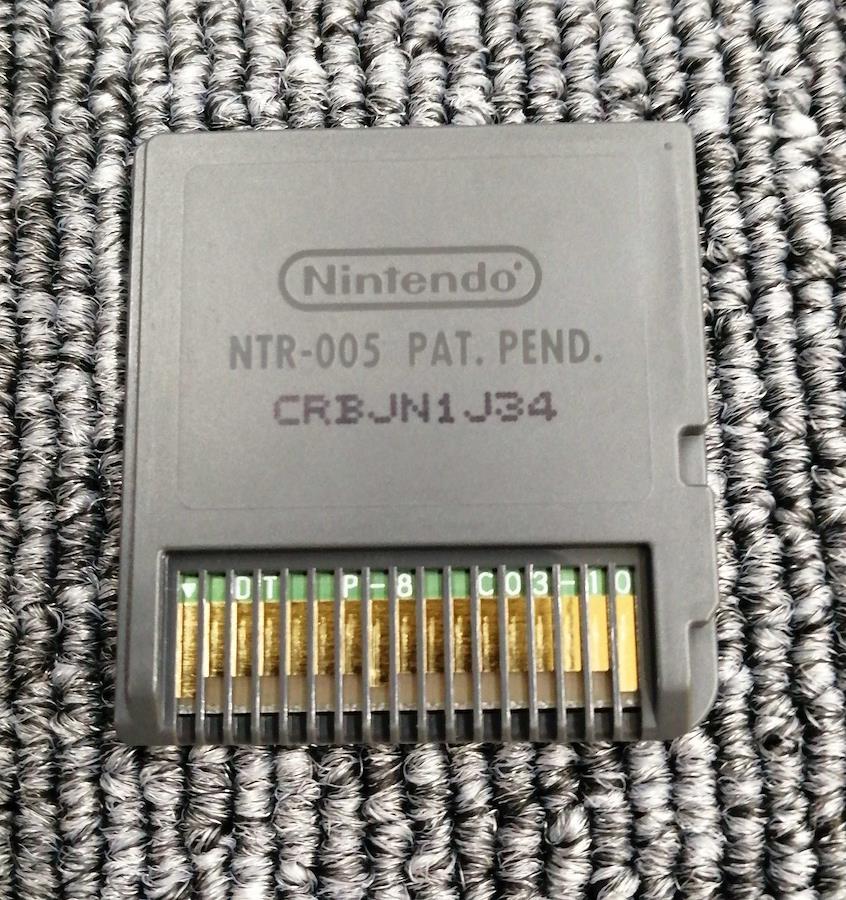 Nintendo®
NTR-005 PAT. PEND.
CRBJN1J34
▼ DT P-8 C03-10